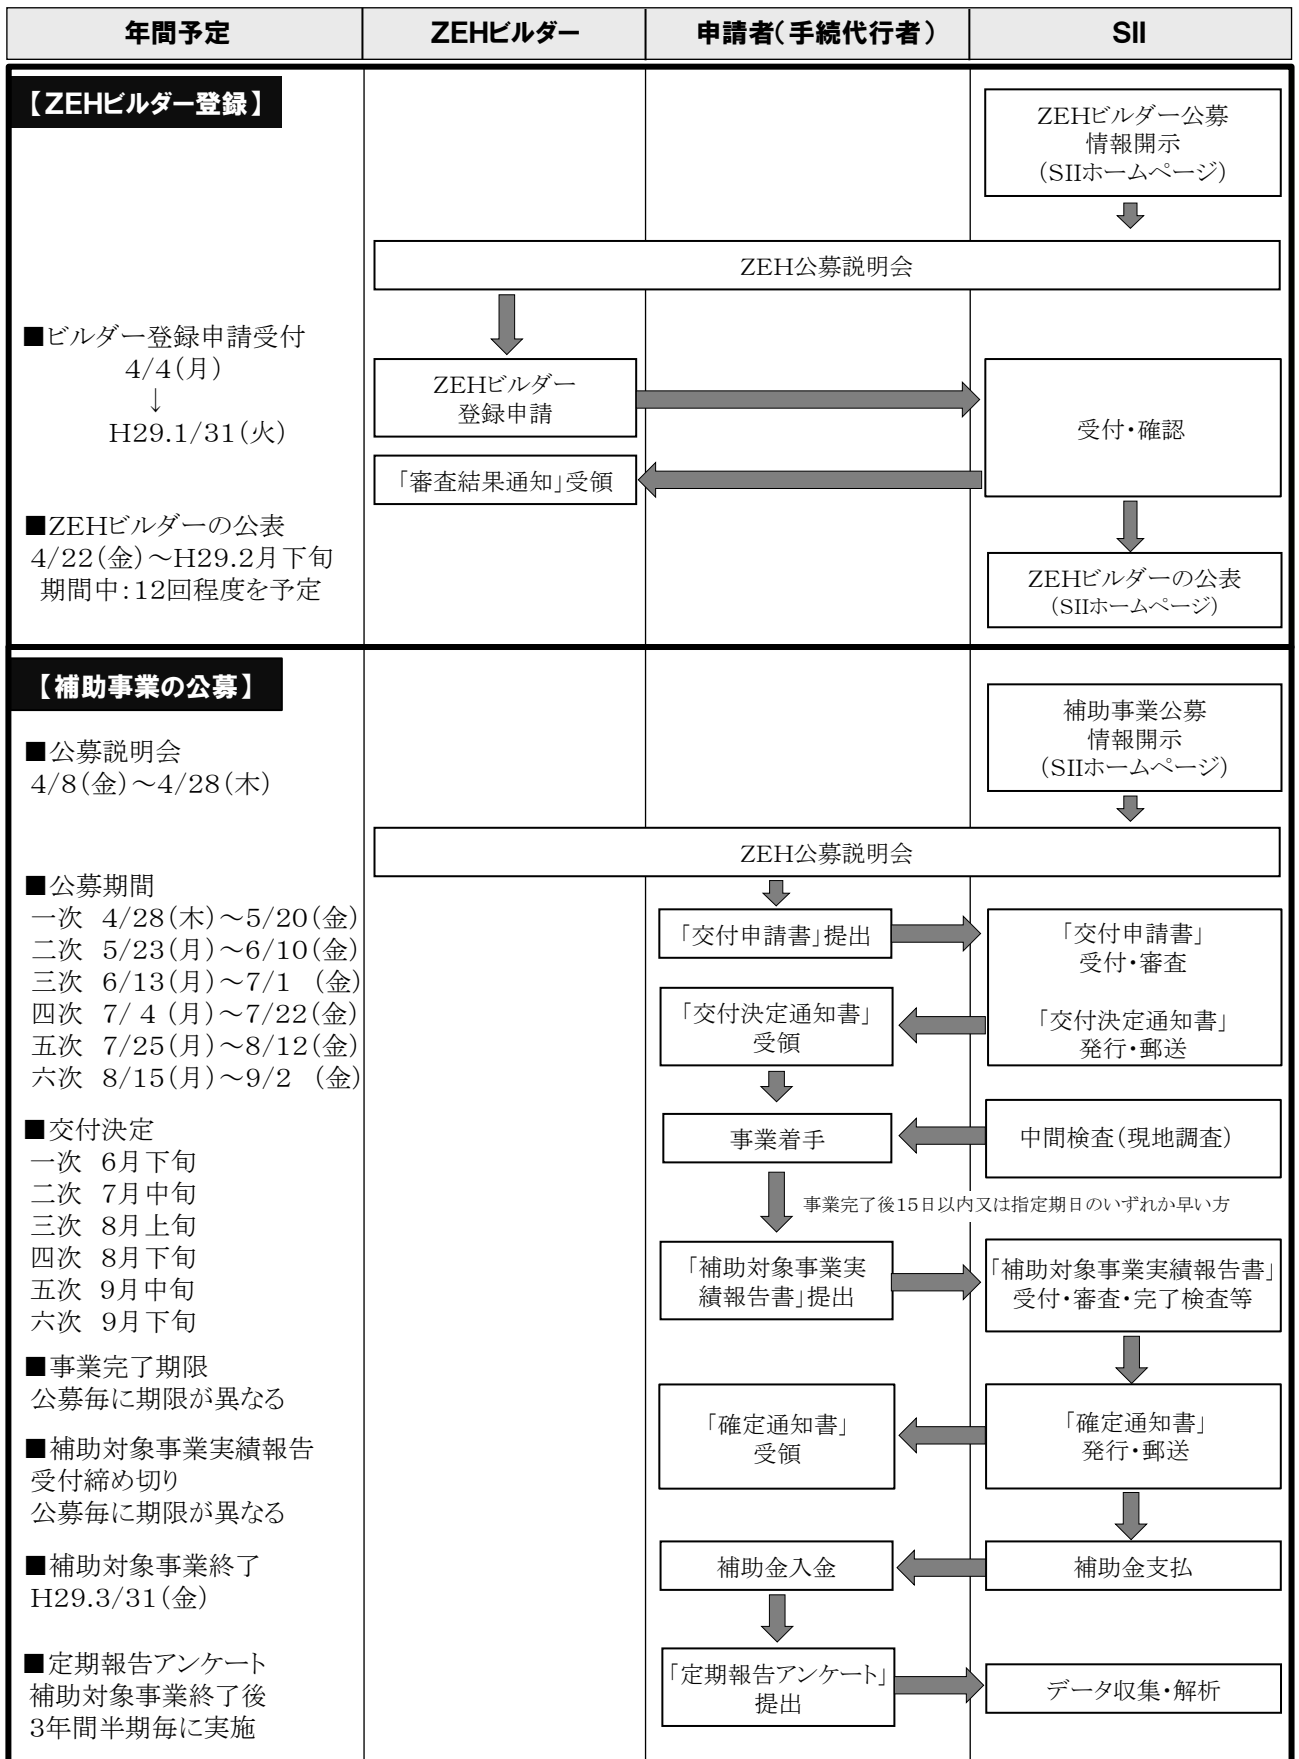 年間予定
ZEHビルダー
申請者(手続代行者)
SII
【ZEHビルダー登録】
ZEHビルダー公募
情報開示
(SIIホームページ)
ZEH公募説明会
■ビルダー登録申請受付
4/4(月)
↓
H29.1/31(火)
ZEHビルダー
登録申請
受付・確認
「審査結果通知」受領
■ZEHビルダーの公表
4/22(金)～H29.2月下旬
期間中：12回程度を予定
ZEHビルダーの公表
(SIIホームページ)
【補助事業の公募】
補助事業公募
情報開示
(SIIホームページ)
■公募説明会
4/8(金)～4/28(木)
ZEH公募説明会
■公募期間
一次 4/28(木)～5/20(金)
二次 5/23(月)～6/10(金)
三次 6/13(月)～7/1 (金)
四次 7/ 4 (月)～7/22(金)
五次 7/25(月)～8/12(金)
六次 8/15(月)～9/2 (金)
「交付申請書」提出
「交付申請書」
受付・審査
「交付決定通知書」
受領
「交付決定通知書」
発行・郵送
■交付決定
一次 6月下旬
二次 7月中旬
三次 8月上旬
四次 8月下旬
五次 9月中旬
六次 9月下旬
事業着手
中間検査(現地調査)
事業完了後15日以内又は指定期日のいずれか早い方
「補助対象事業実
績報告書」提出
「補助対象事業実績報告書」
受付・審査・完了検査等
■事業完了期限
公募毎に期限が異なる
「確定通知書」
受領
「確定通知書」
発行・郵送
■補助対象事業実績報告
受付締め切り
公募毎に期限が異なる
■補助対象事業終了
H29.3/31(金)
補助金入金
補助金支払
■定期報告アンケート
補助対象事業終了後
3年間半期毎に実施
「定期報告アンケート」
提出
データ収集・解析